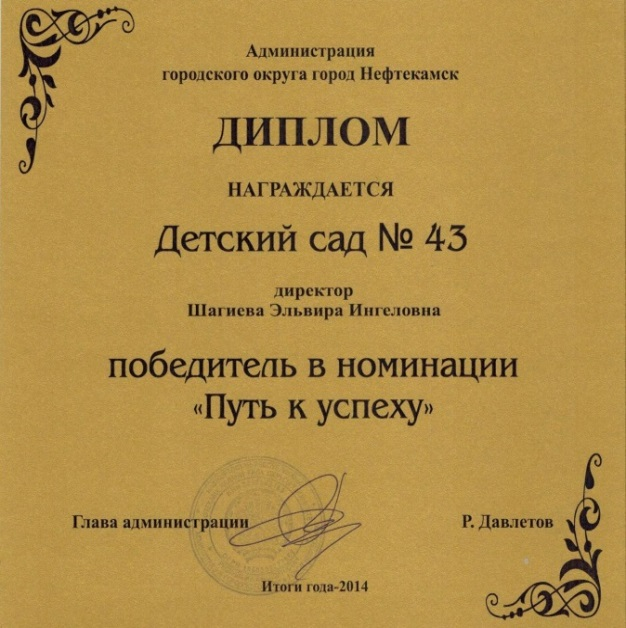 Администрация
городского округа город Нефтекамск
ДИПЛОМ
НАГРАЖДАЕТСЯ
Детский сад № 43
директор
Шагиева Эльвира Ингеловна
победитель в номинации
«Путь к успеху»
Глава администрации
Р. Давлетов
Итоги года-2014